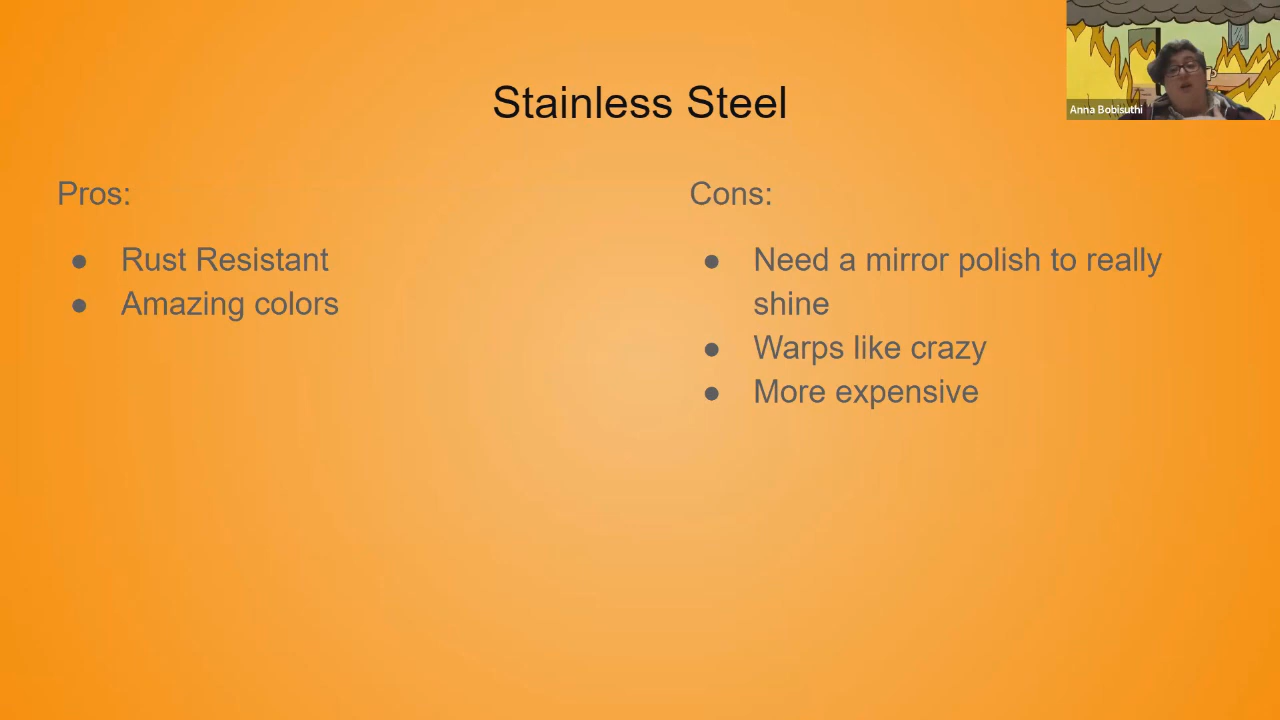 Stainless Steel
Anna Bobisuthi
Pros:
● Rust Resistant
● Amazing colors
Cons:
● Need a mirror polish to really
shine
● Warps like crazy
● More expensive